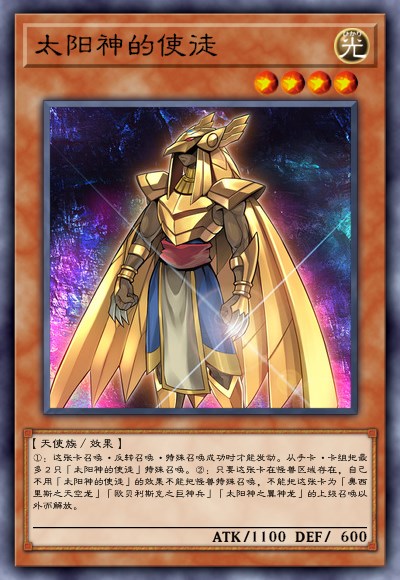 太阳神的使徒
ひかり
光
【天使族／效果】
①：这张卡召唤·反转召唤·特殊召唤成功时才能发动。从手卡·卡组把最
多２只「太阳神的使徒」特殊召唤。②：只要这张卡在怪兽区域存在，自己
不用「太阳神的使徒」的效果不能把怪兽特殊召唤，不能把这张卡为「奥西
里斯之天空龙」「欧贝利斯克之巨神兵」「太阳神之翼神龙」的上级召唤以
外而解放。
ATK/1100 DEF/ 600